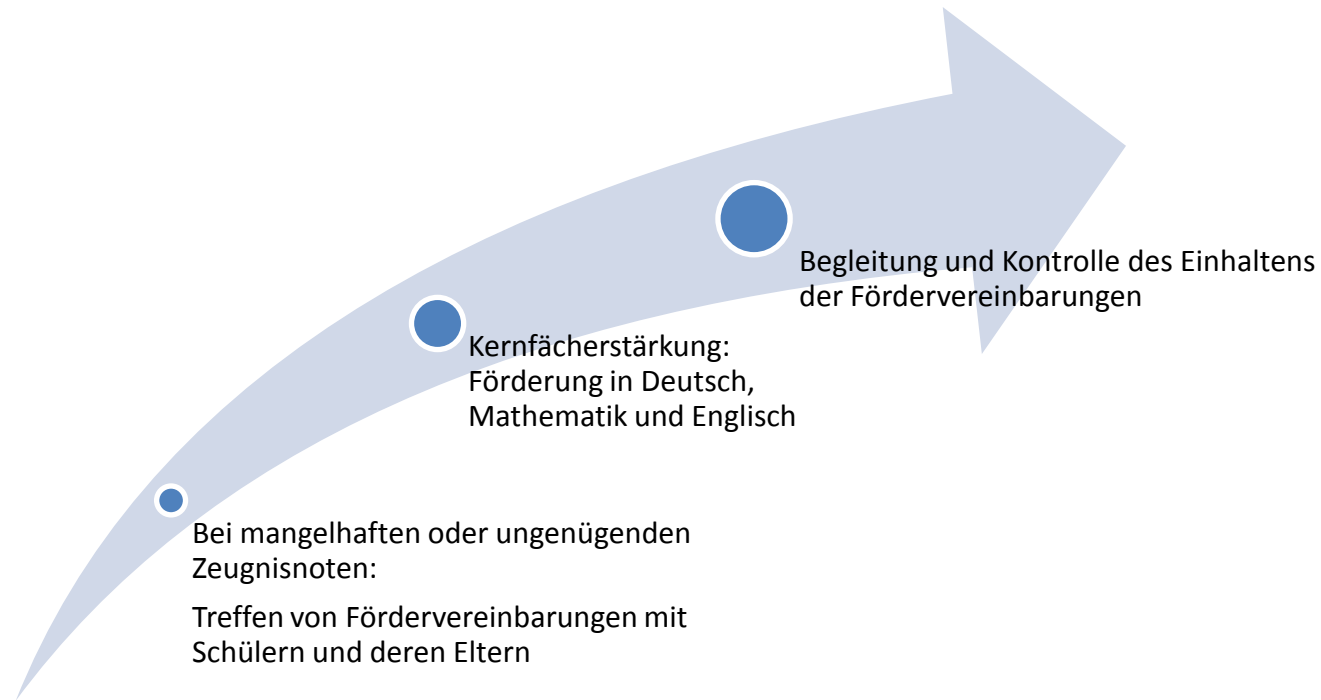 Begleitung und Kontrolle des Einhaltens
der Fördervereinbarungen
Kernfächerstärkung:
Förderung in Deutsch,
Mathematik und Englisch
Bei mangelhaften oder ungenügenden
Zeugnisnoten:
Treffen von Fördervereinbarungen mit
Schülern und deren Eltern